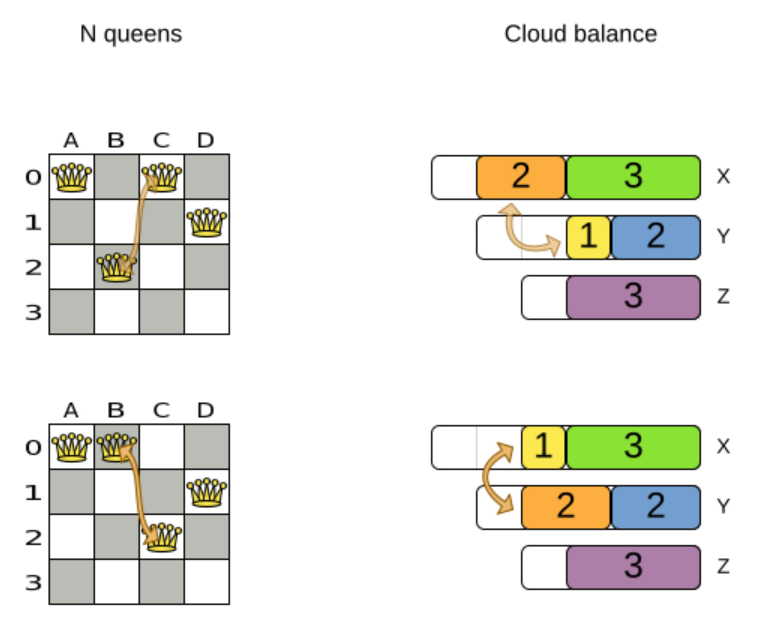 N queens
Cloud balance
A B C D
0
1
2
3
2 3 X
1 2 Y
3 Z
A B C D
0
1
2
3
1 3 X
2 2 Y
3 Z